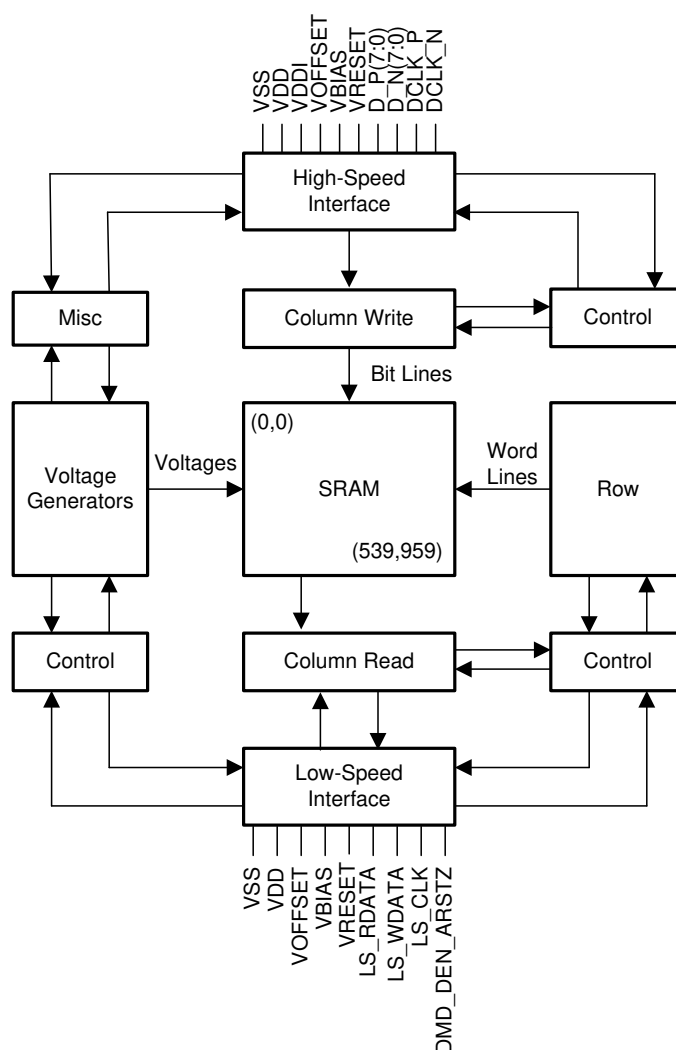 VSS
VDD
VDDI
VOFFSET
VBIAS
VRESET
D_P(7:0)
D_N(7:0)
DCLK_P
DCLK_N
High-Speed
Interface
Misc
Column Write
Control
Bit Lines
(0,0)
Voltage
Generators
Voltages
SRAM
Word
Lines
Row
(539,959)
Control
Column Read
Control
Low-Speed
Interface
VSS
VDD
VOFFSET
VBIAS
VRESET
LS_RDATA
LS_WDATA
LS_CLK
DMD_DEN_ARSTZ